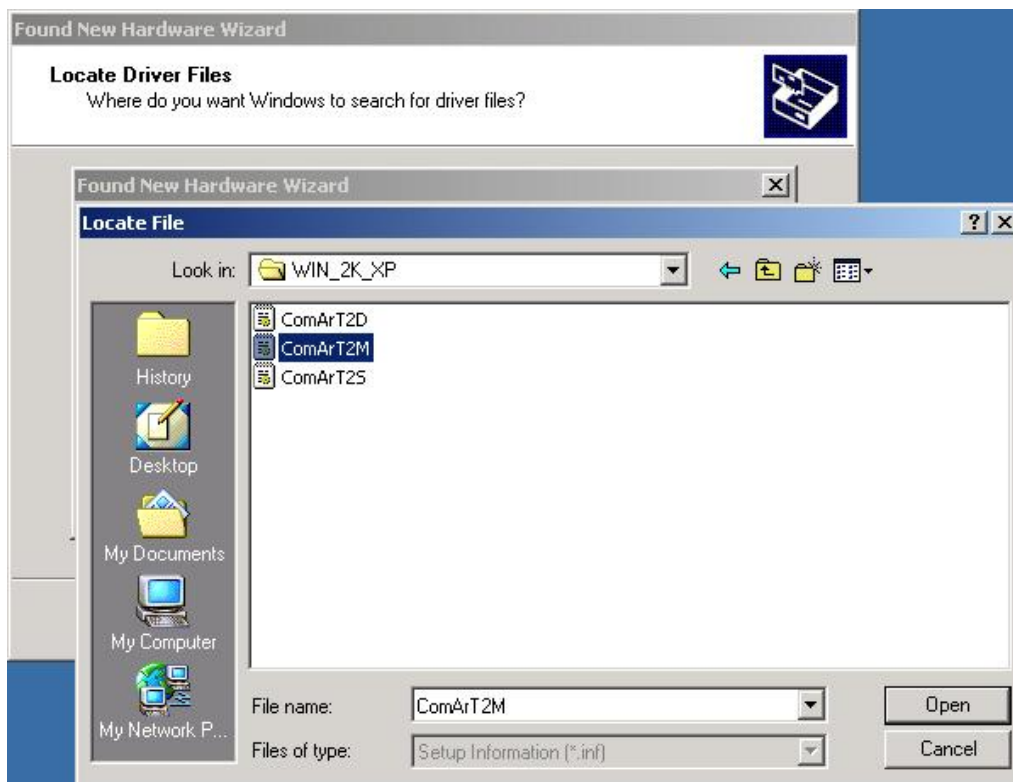 Found New Hardware Wizard
Locate Driver Files
Where do you want Windows to search for driver files?
Found New Hardware Wizard
Locate File
Look in: WIN_2K_XP
ComArT2D
ComArT2M
ComArT2S
History
Desktop
My Documents
My Computer
My Network P...
File name: ComArT2M Open
Files of type: Setup Information (*.inf) Cancel